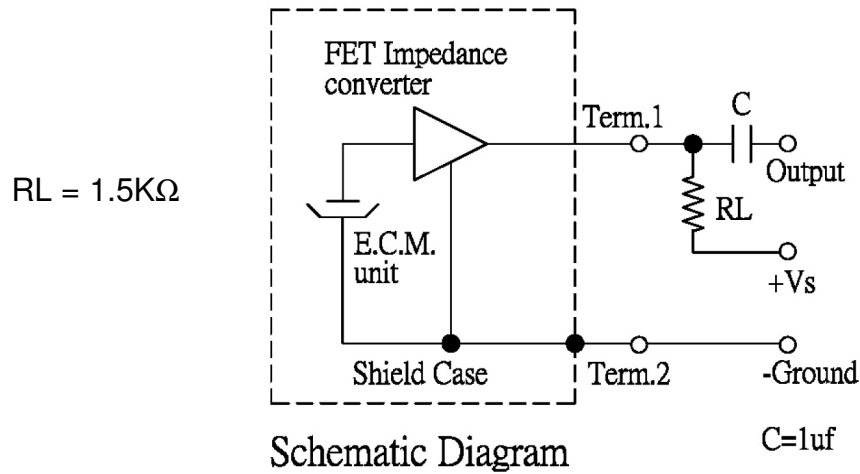 FET Impedance
converter
Term.1
C
Output
RL = 1.5KΩ
RL
E.C.M.
unit
+Vs
Shield Case
Term.2
-Ground
C=1uf
Schematic Diagram